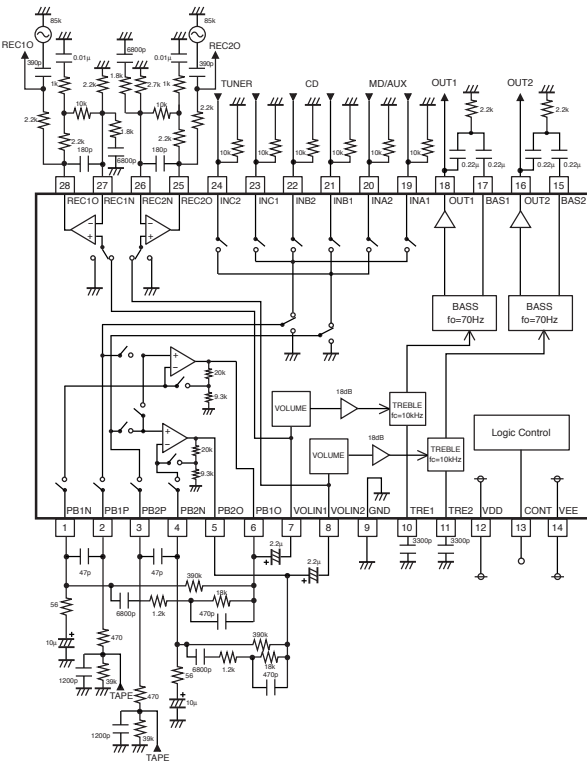 85k 85k
REC1O 6800p REC2O
390p 0.01μ 0.01μ 390p
1.8k
1k 2.2k 2.7k 1k
TUNER CD MD/AUX OUT1 OUT2
10k 10k 2.2k 2.2k
2.2k 1.8k 2.2k
2.2k 2.2k 10k 10k 10k 10k 10k 10k
180p 6800p 180p 0.22μ 0.22μ 0.22μ 0.22μ
28 27 26 25 24 23 22 21 20 19 18 17 16 15
REC1O REC1N REC2N REC2O INC2 INC1 INB2 INB1 INA2 INA1 OUT1 BAS1 OUT2 BAS2
− + − +
BASS BASS
fo=70Hz fo=70Hz
+ −
20k
9.3k
18dB
VOLUME TREBLE
fc=10kHz
+ −
20k
9.3k
18dB
VOLUME TREBLE
fc=10kHz
Logic Control
PB1N PB1P PB2P PB2N PB2O PB1O VOLIN1 VOLIN2 GND TRE1 TRE2 VDD CONT VEE
1 2 3 4 5 6 7 8 9 10 11 12 13 14
2.2μ + 3300p 3300p
47p 47p 2.2μ +
390k
56 18k
6800p 1.2k 470p
10μ + 470 390k
6800p 1.2k 18k
56 470p
1200p 39k 470
TAPE 10μ +
1200p 39k
TAPE